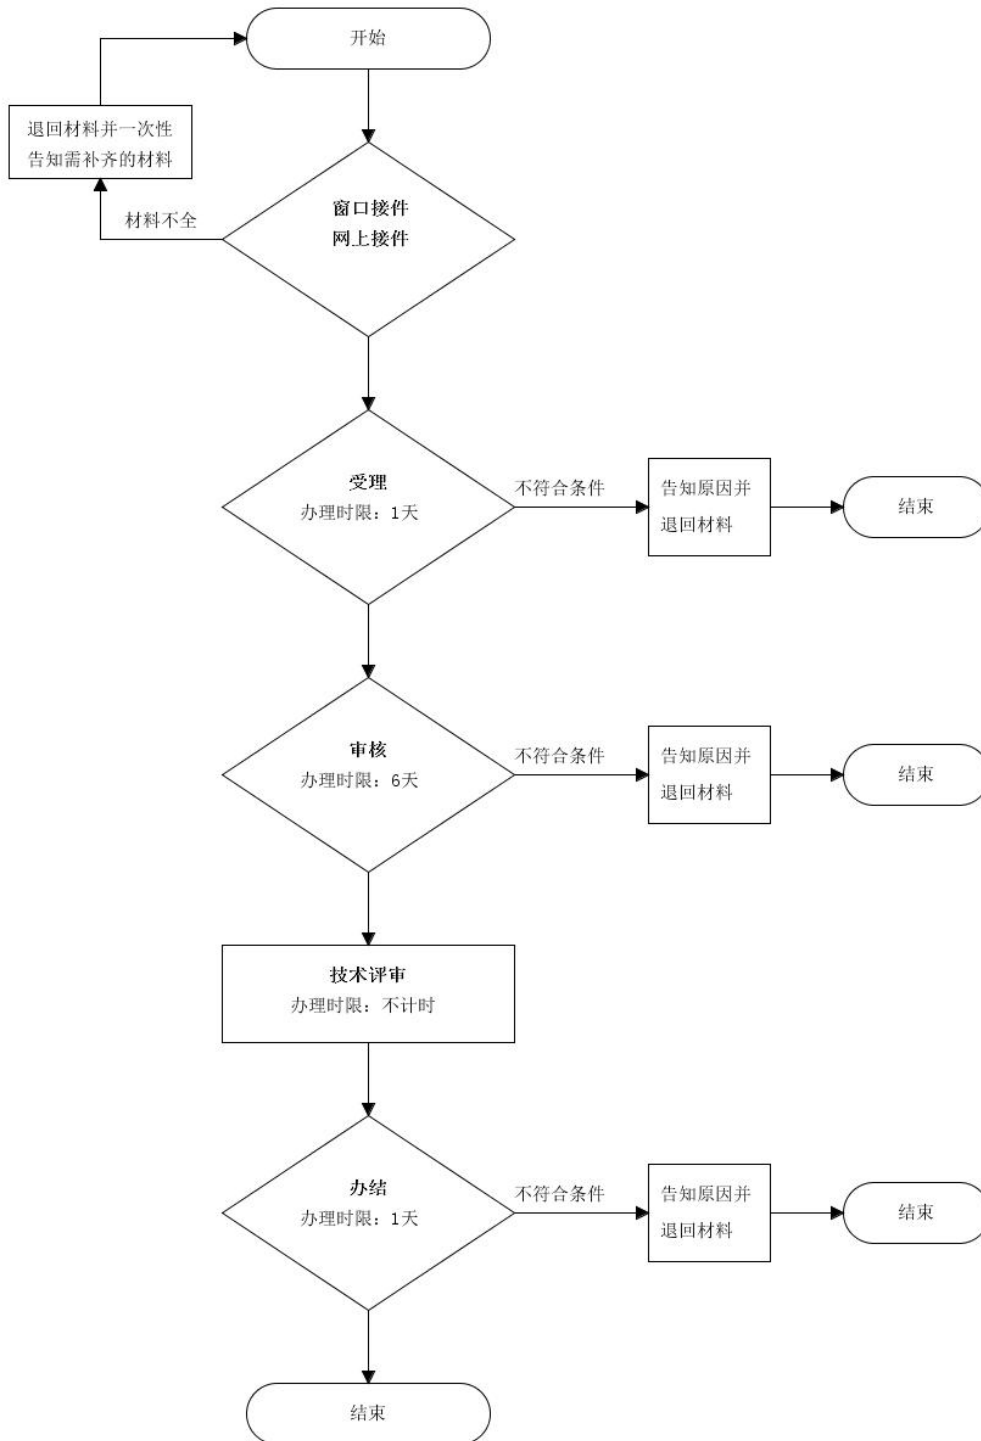 开始
退回材料并一次性
告知需补齐的材料
材料不全
窗口接件
网上接件
受理
办理时限：1天
不符合条件
告知原因并
退回材料
结束
审核
办理时限：6天
不符合条件
告知原因并
退回材料
结束
技术评审
办理时限：不计时
办结
办理时限：1天
不符合条件
告知原因并
退回材料
结束
结束